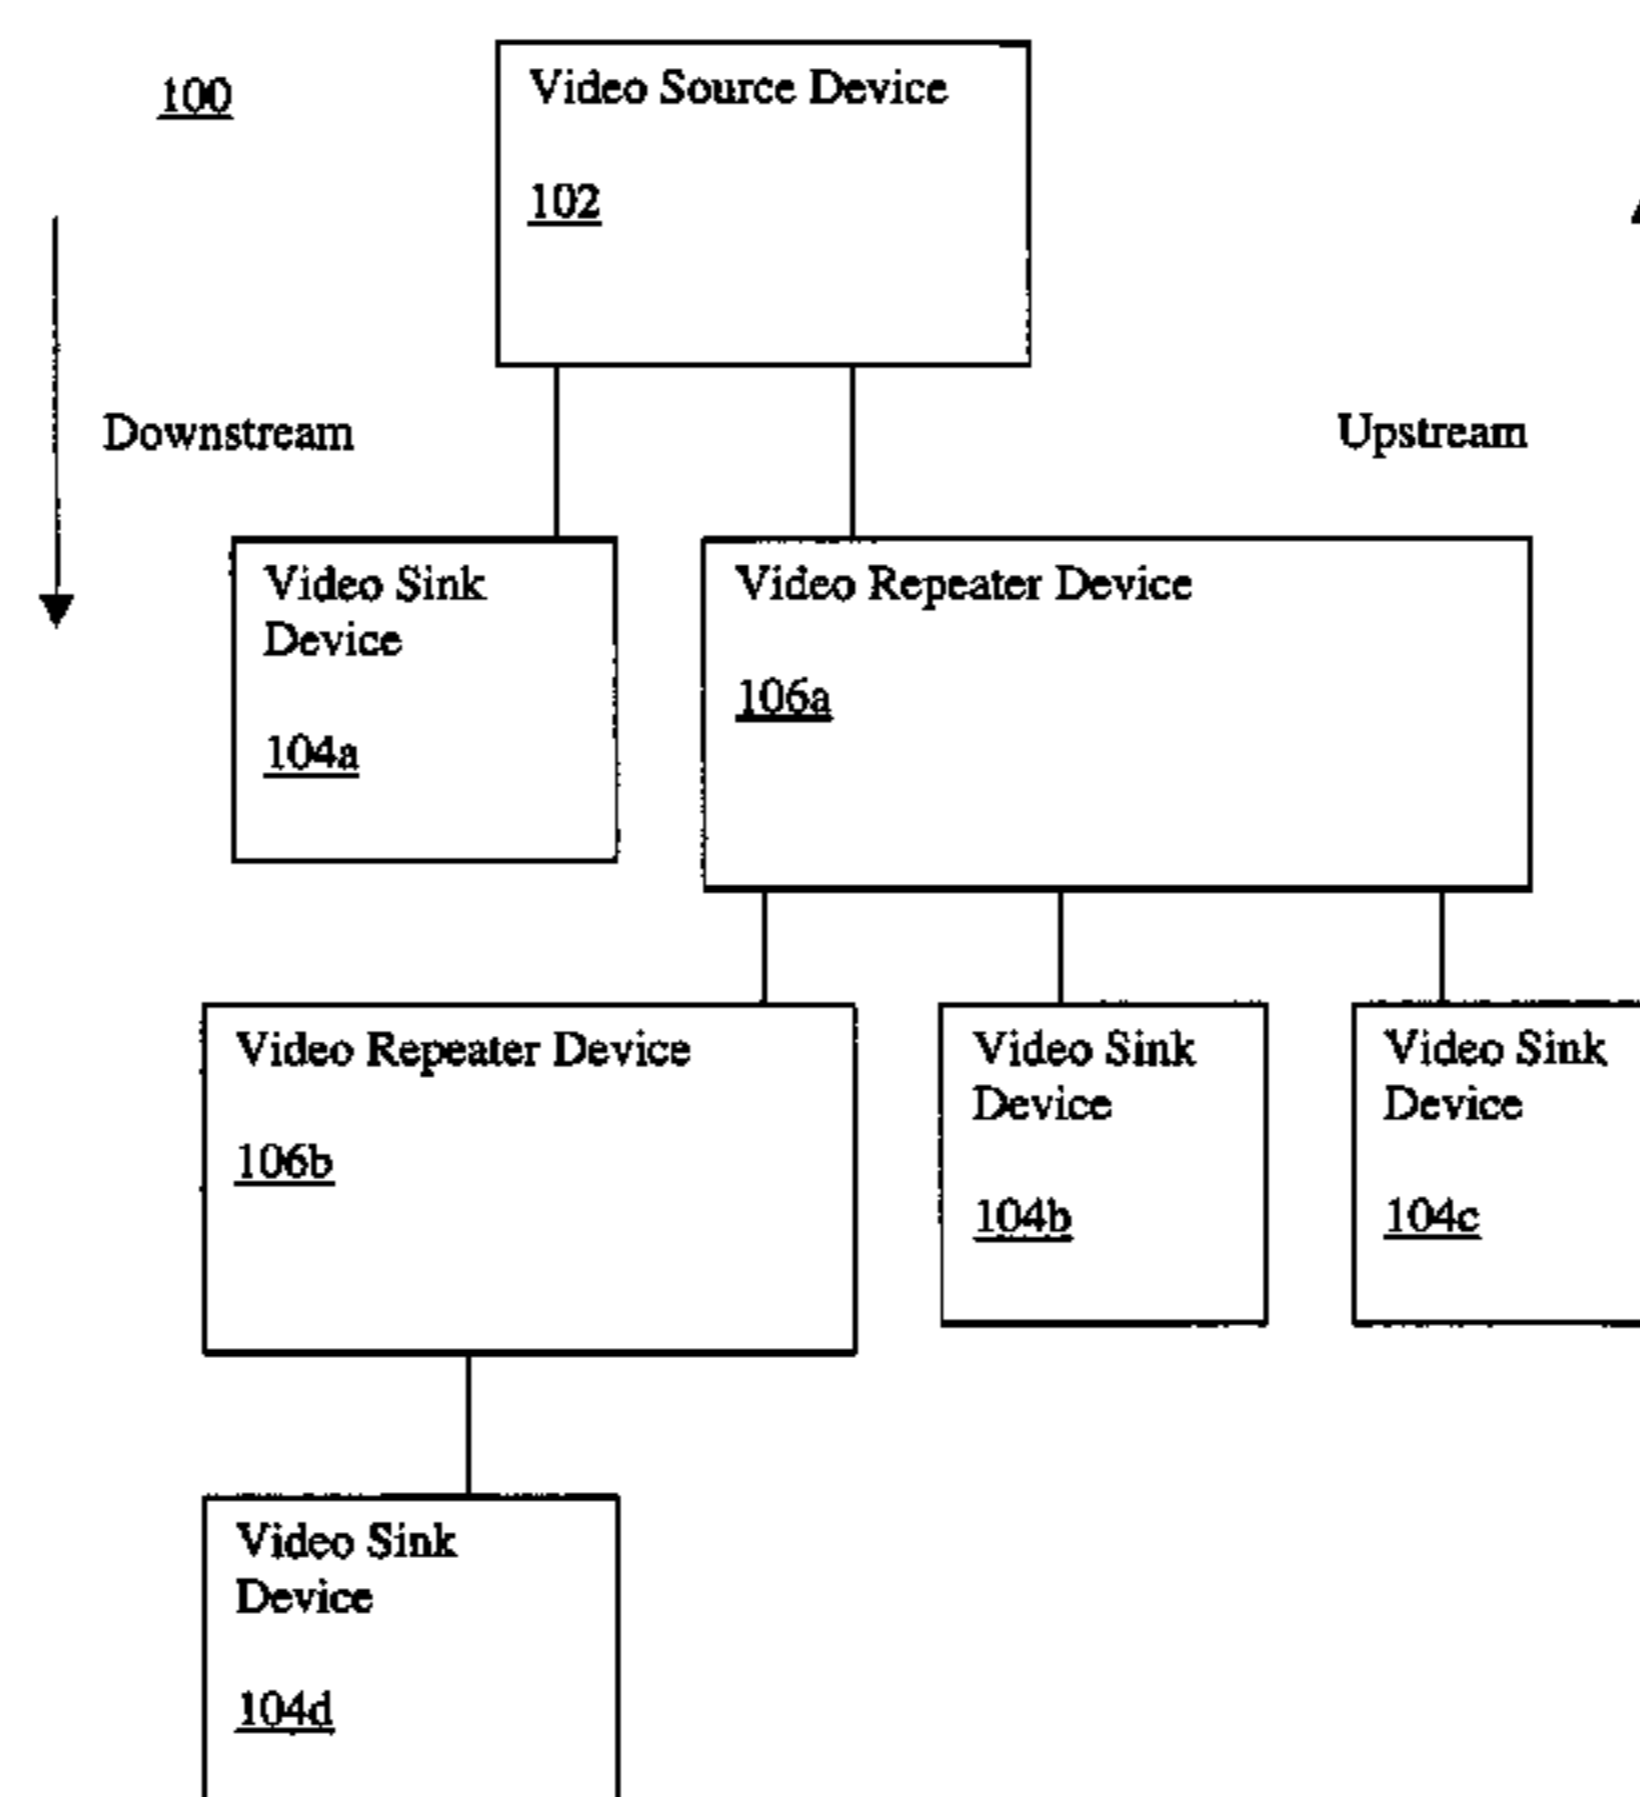 100
Video Source Device
102
Downstream
Upstream
Video Sink
Device
104a
Video Repeater Device
106a
Video Repeater Device
106b
Video Sink
Device
104b
Video Sink
Device
104c
Video Sink
Device
104d